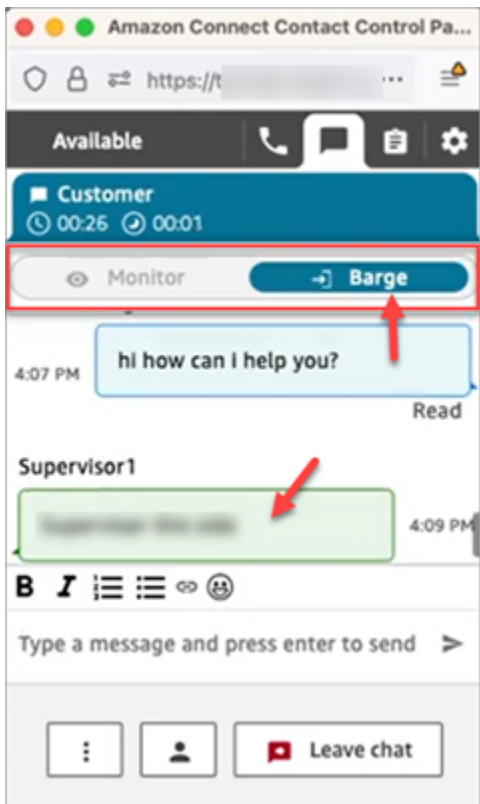 Amazon Connect Contact Control Pa...
https://t ...
Available
Customer
00:26 00:01
Monitor Barge
hi how can i help you?
4:07 PM
Read
Supervisor1
4:09 PM
B I
Type a message and press enter to send
Leave chat